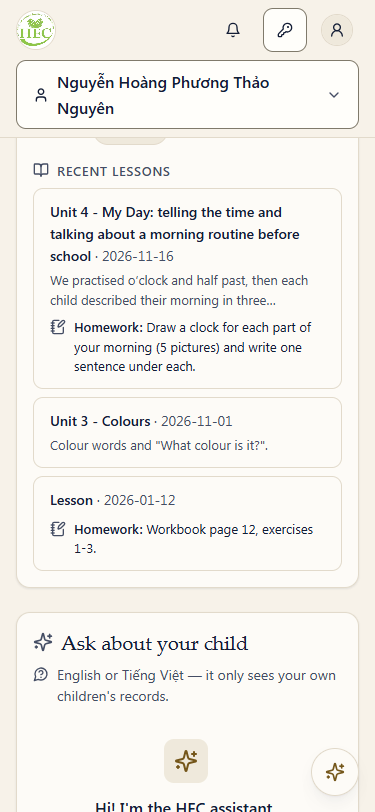 HEC
Nguyễn Hoàng Phương Thảo
Nguyên
RECENT LESSONS
Unit 4 - My Day: telling the time and
talking about a morning routine before
school · 2026-11-16
We practised o'clock and half past, then each
child described their morning in three...
Homework: Draw a clock for each part of
your morning (5 pictures) and write one
sentence under each.
Unit 3 - Colours · 2026-11-01
Colour words and "What colour is it?".
Lesson · 2026-01-12
Homework: Workbook page 12, exercises
1-3.
Ask about your child
English or Tiếng Việt — it only sees your own
children's records.
Hi! I'm the HEC assistant